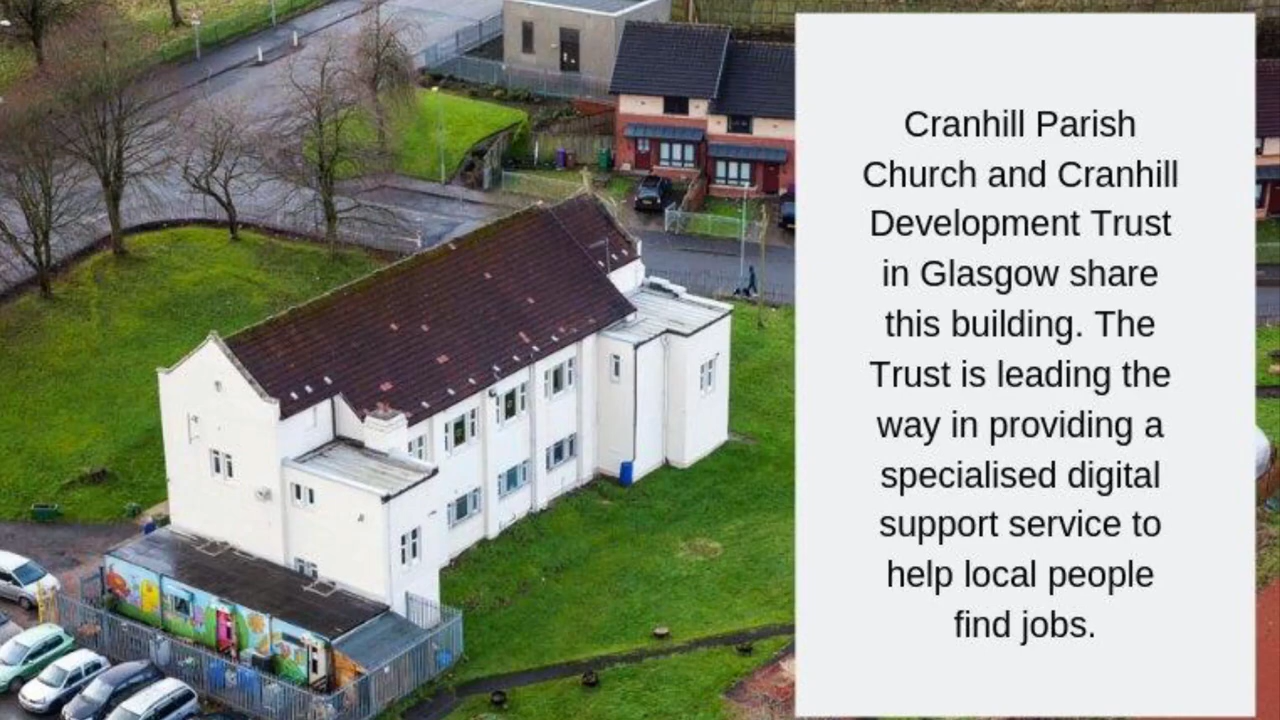 Cranhill Parish
Church and Cranhill
Development Trust
in Glasgow share
this building. The
Trust is leading the
way in providing a
specialised digital
support service to
help local people
find jobs.